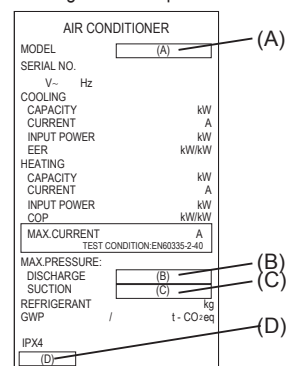 AIR CONDITIONER
MODEL (A) (A)
SERIAL NO.
V~ Hz
COOLING
CAPACITY kW
CURRENT A
INPUT POWER kW
EER kW/kW
HEATING
CAPACITY kW
CURRENT A
INPUT POWER kW
COP kW/kW
MAX.CURRENT A
TEST CONDITION:EN60335-2-40
MAX.PRESSURE:
DISCHARGE (B) (B)
SUCTION (C) (C)
REFRIGERANT kg
GWP / t - CO2eq
(D)
IPX4
(D)